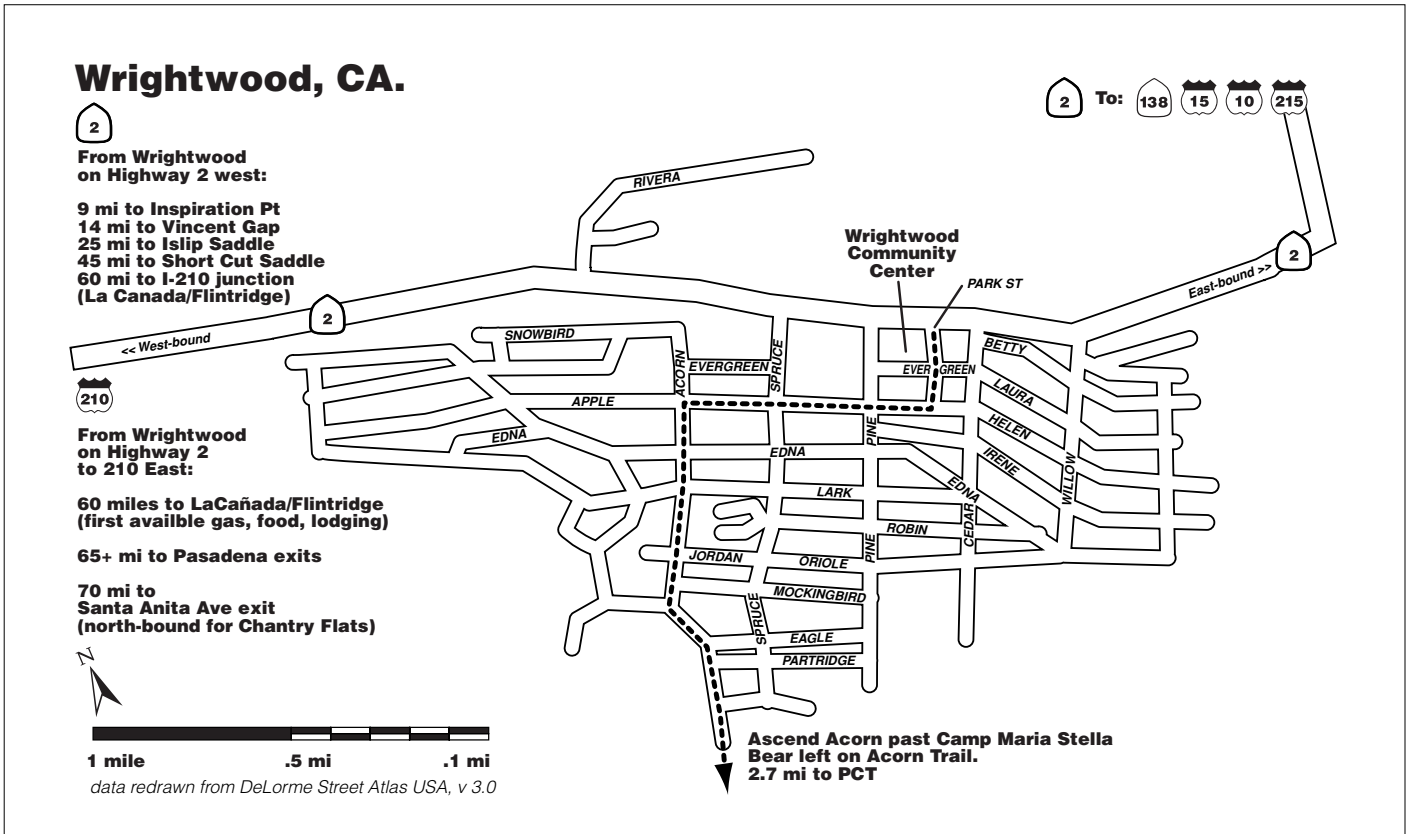 Wrightwood, CA.
2
From Wrightwood
on Highway 2 west:
9 mi to Inspiration Pt
14 mi to Vincent Gap
25 mi to Islip Saddle
45 mi to Short Cut Saddle
60 mi to I-210 junction
(La Canada/Flintridge)
2 To: 138 15 10 215
RIVERA
Wrightwood
Community
Center
PARK ST
2
East-bound >>
2
<< West-bound
SNOWBIRD
ACORN
EVERGREEN
SPRUCE
EVER GREEN
BETTY
LAURA
HELEN
IRENE
WILLOW
APPLE
PINE
EDNA
EDNA
EDNA
CEDAR
LARK
ROBIN
PINE
JORDAN
ORIOLE
MOCKINGBIRD
SPRUCE
EAGLE
PARTRIDGE
210
From Wrightwood
on Highway 2
to 210 East:
60 miles to LaCañada/Flintridge
(first availble gas, food, lodging)
65+ mi to Pasadena exits
70 mi to
Santa Anita Ave exit
(north-bound for Chantry Flats)
N
1 mile .5 mi .1 mi
data redrawn from DeLorme Street Atlas USA, v 3.0
Ascend Acorn past Camp Maria Stella
Bear left on Acorn Trail.
2.7 mi to PCT